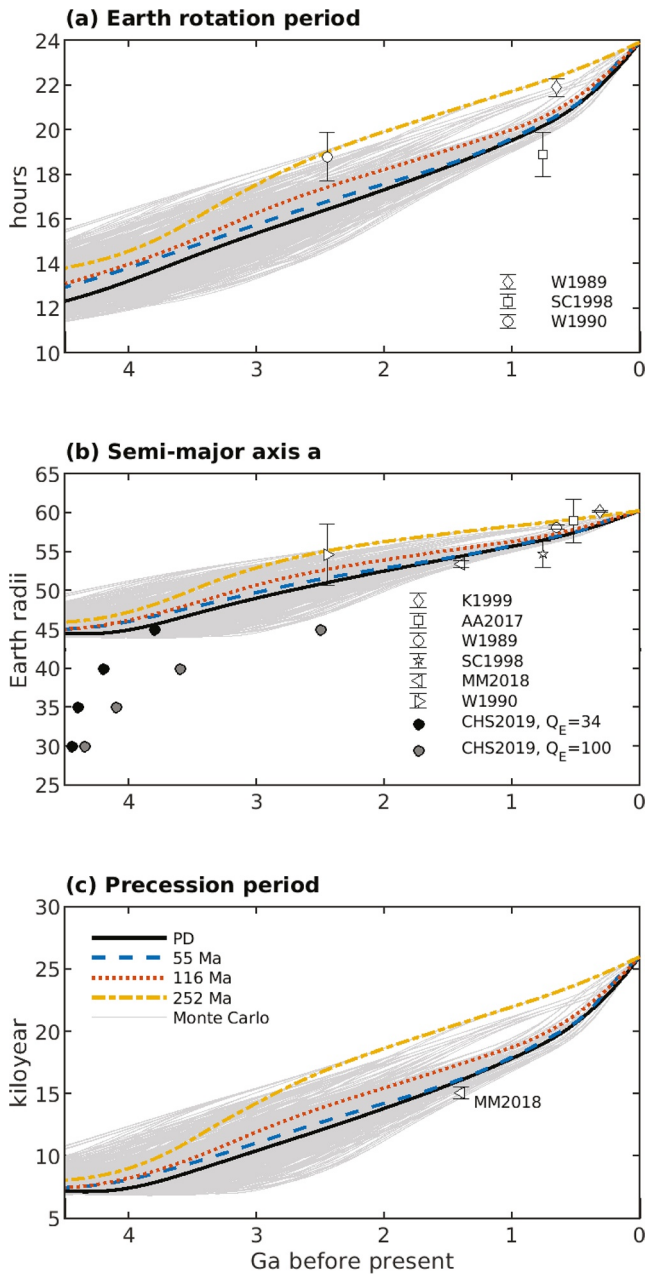 (a) Earth rotation period
24
22
20
18
16
14
12
10
hours
W1989
SC1998
W1990
4 3 2 1 0
(b) Semi-major axis a
65
60
55
50
45
40
35
30
25
Earth radii
K1999
AA2017
W1989
SC1998
MM2018
W1990
CHS2019, Q_E=34
CHS2019, Q_E=100
4 3 2 1 0
(c) Precession period
30
25
20
15
10
5
kiloyear
PD
55 Ma
116 Ma
252 Ma
Monte Carlo
MM2018
4 3 2 1 0
Ga before present